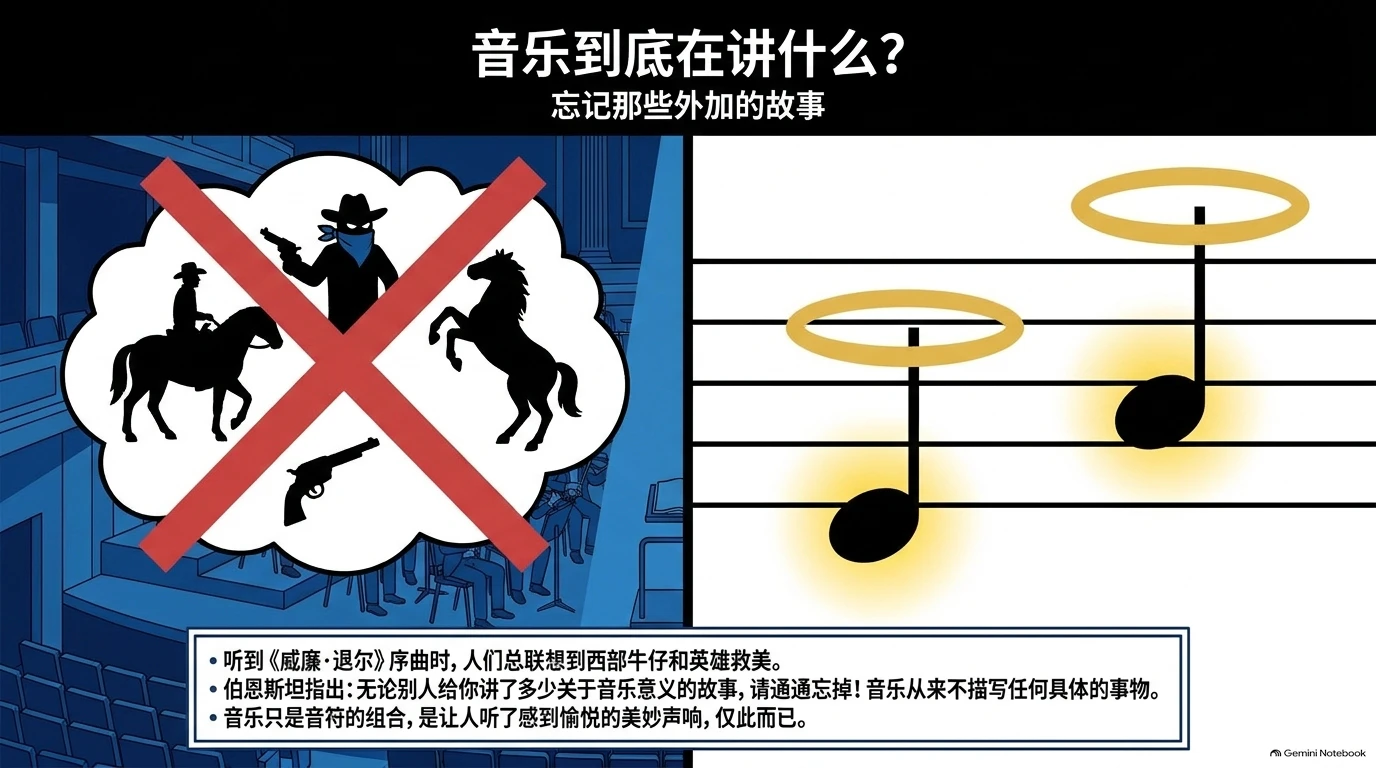 音乐到底在讲什么？
忘记那些外加的故事
• 听到《威廉·退尔》序曲时，人们总联想到西部牛仔和英雄救美。
• 伯恩斯坦指出：无论别人给你讲了多少关于音乐意义的故事，请通通忘掉！音乐从来不描写任何具体的事物。
• 音乐只是音符的组合，是让人听了感到愉悦的美妙声响，仅此而已。
Gemini Notebook